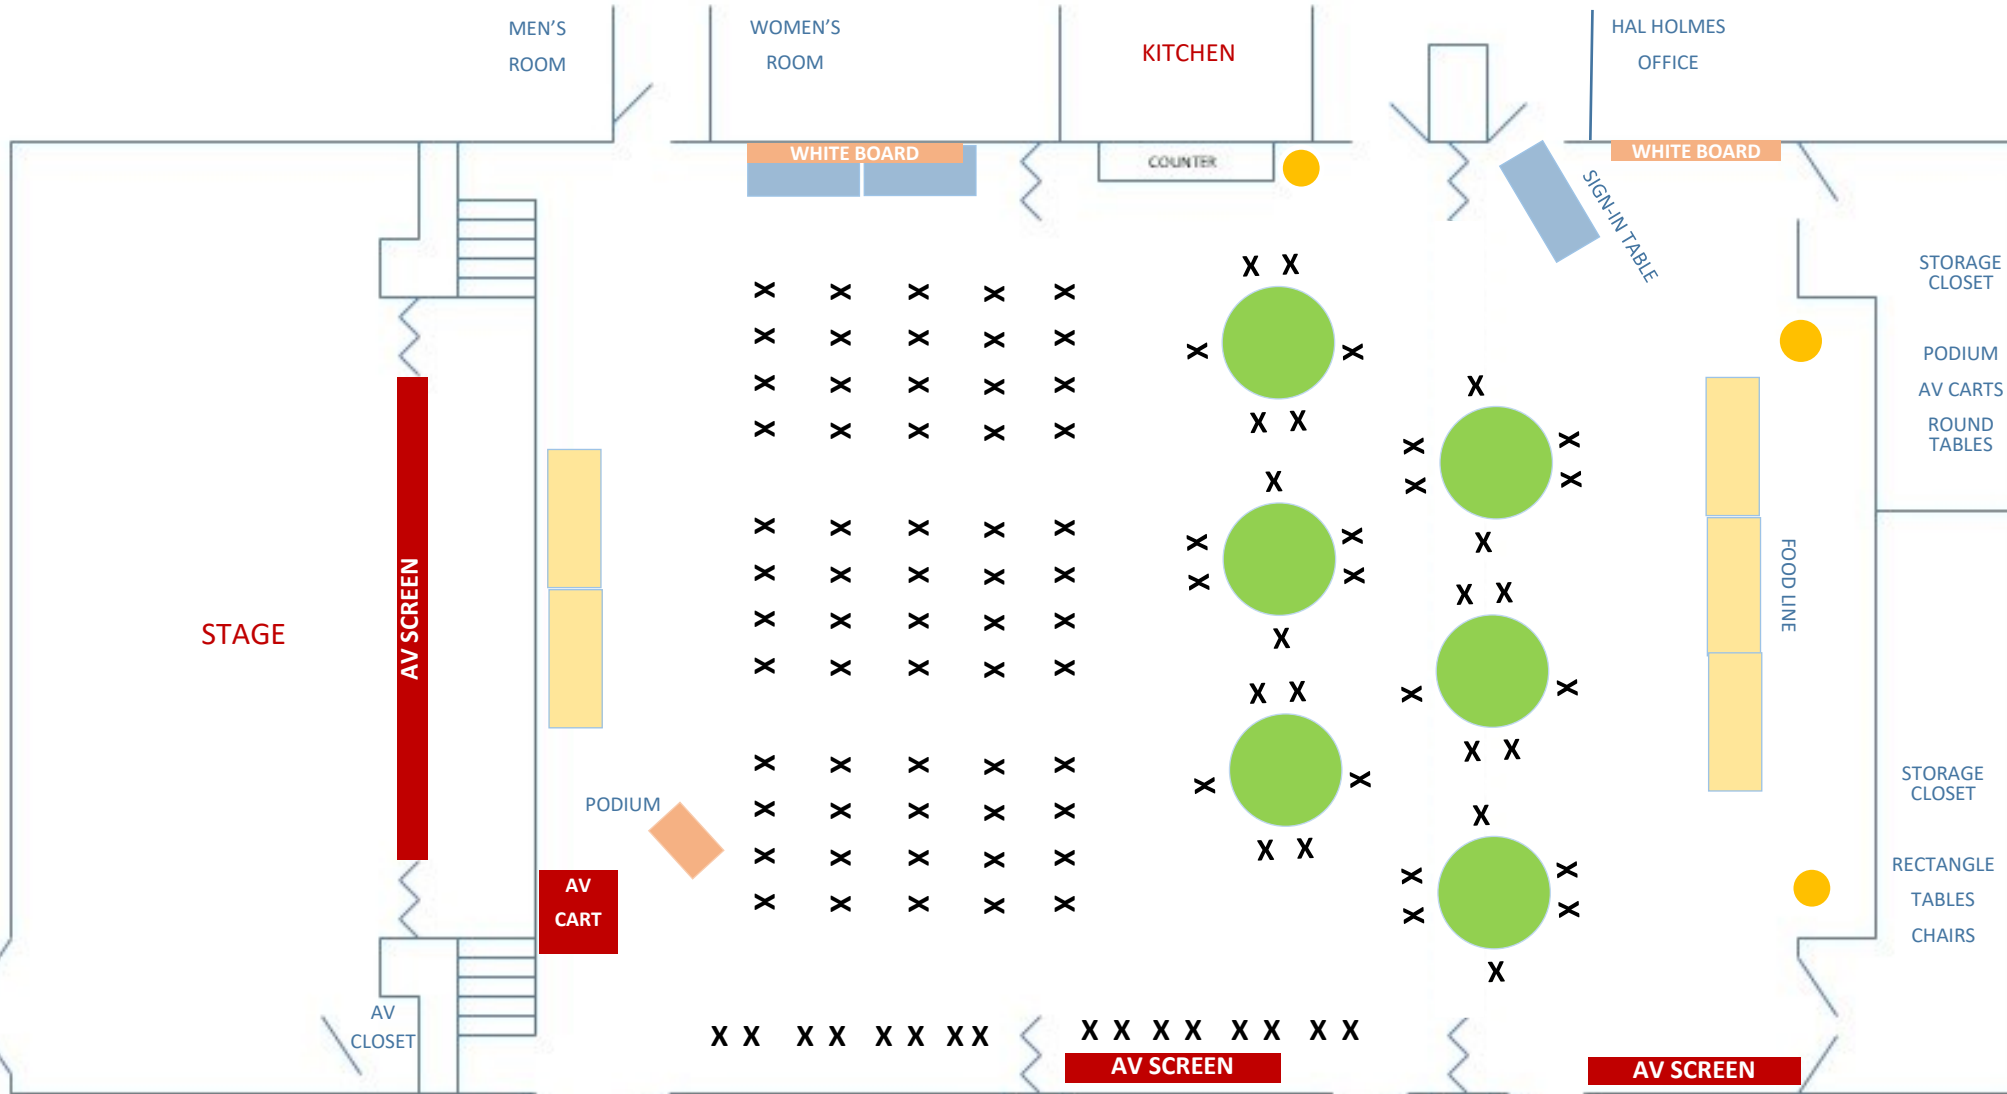 MEN'S
ROOM
WOMEN'S
ROOM
KITCHEN
HAL HOLMES
OFFICE
WHITE BOARD
COUNTER
WHITE BOARD
SIGN-IN TABLE
STORAGE
CLOSET
PODIUM
AV CARTS
ROUND
TABLES
X X
X X X X X
X X X X X
X X
X X X X X
X X
X
X X X X X
X X
X X
X
X X X X X
X X
X X
X
X X X X X
X X
X X
X X X X X
X
X X X X X
X X
X X
X X
X X
X X X X X
X
X X X X X
X X
X X X X X
X X
X X
X X X X X
X
STAGE
AV SCREEN
FOOD LINE
PODIUM
AV
CART
STORAGE
CLOSET
RECTANGLE
TABLES
CHAIRS
AV
CLOSET
X X X X X X X X X X X X X X X X
AV SCREEN
AV SCREEN